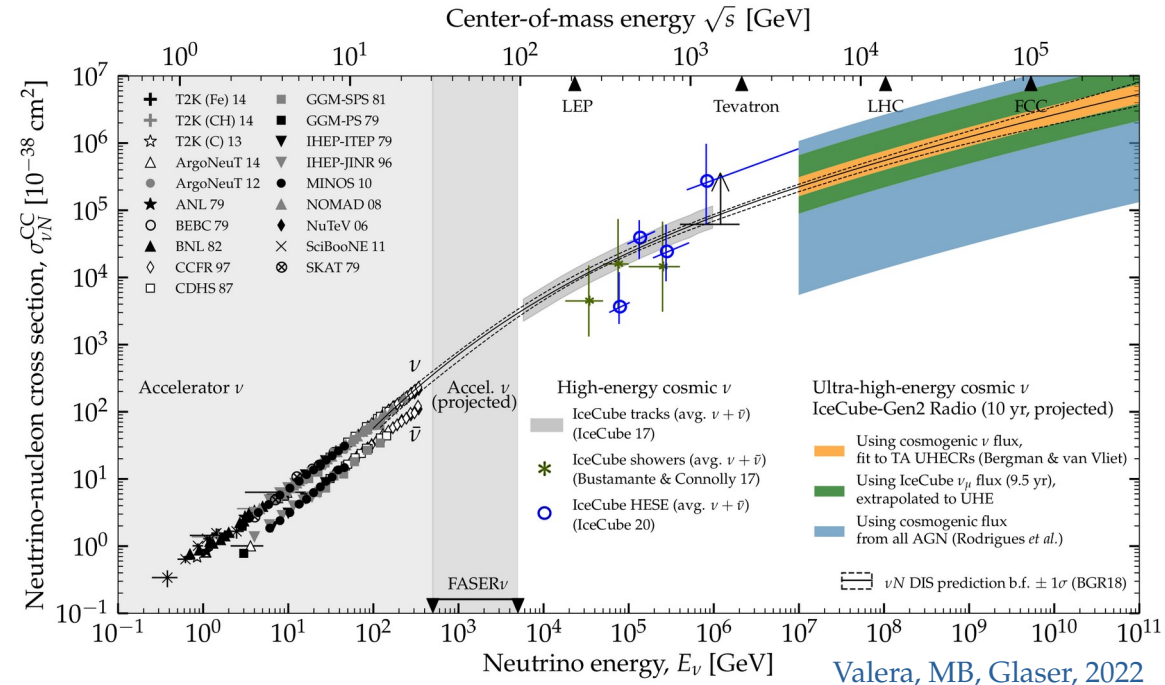 Center-of-mass energy √s [GeV]
10⁰ 10¹ 10² 10³ 10⁴ 10⁵
LEP Tevatron LHC FCC
Neutrino-nucleon cross section, σ_νN^CC [10⁻³⁸ cm²]
10⁷
10⁶
10⁵
10⁴
10³
10²
10¹
10⁰
10⁻¹
T2K (Fe) 14
T2K (CH) 14
T2K (C) 13
ArgoNeuT 14
ArgoNeuT 12
ANL 79
BEBC 79
BNL 82
CCFR 97
CDHS 87
GGM-SPS 81
GGM-PS 79
IHEP-ITEP 79
IHEP-JINR 96
MINOS 10
NOMAD 08
NuTeV 06
SciBooNE 11
SKAT 79
Accelerator ν
ν
ν̄
Accel. ν
(projected)
FASERν
High-energy cosmic ν
IceCube tracks (avg. ν + ν̄)
(IceCube 17)
IceCube showers (avg. ν + ν̄)
(Bustamante & Connolly 17)
IceCube HESE (avg. ν + ν̄)
(IceCube 20)
Ultra-high-energy cosmic ν
IceCube-Gen2 Radio (10 yr, projected)
Using cosmogenic ν flux,
fit to TA UHECRs (Bergman & van Vliet)
Using IceCube ν_μ flux (9.5 yr),
extrapolated to UHE
Using cosmogenic flux
from all AGN (Rodrigues et al.)
νN DIS prediction b.f. ± 1σ (BGR18)
10⁻¹ 10⁰ 10¹ 10² 10³ 10⁴ 10⁵ 10⁶ 10⁷ 10⁸ 10⁹ 10¹⁰ 10¹¹
Neutrino energy, E_ν [GeV]
Valera, MB, Glaser, 2022